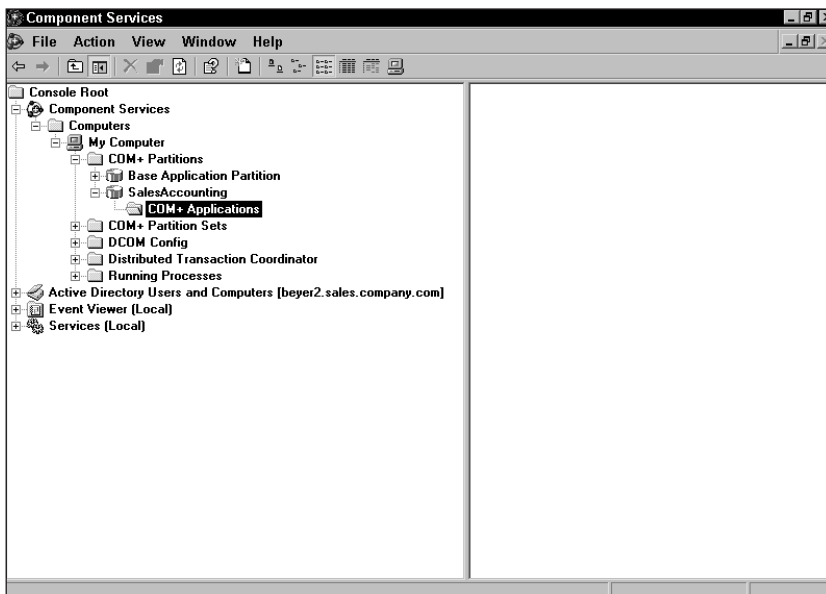 Component Services
File Action View Window Help
Console Root
Component Services
Computers
My Computer
COM+ Partitions
Base Application Partition
SalesAccounting
COM+ Applications
COM+ Partition Sets
DCOM Config
Distributed Transaction Coordinator
Running Processes
Active Directory Users and Computers [beyer2.sales.company.com]
Event Viewer (Local)
Services (Local)